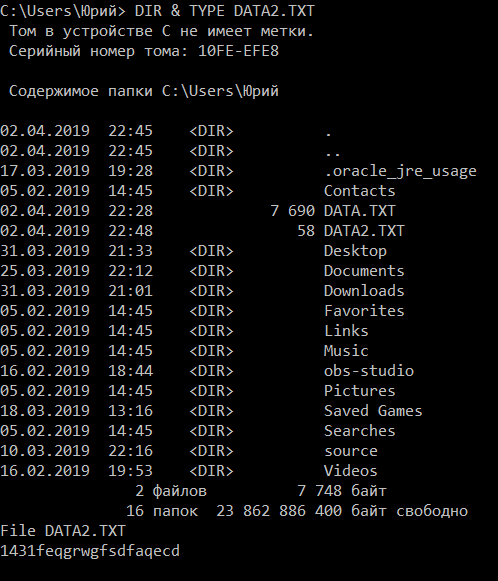 C:\Users\Юрий> DIR & TYPE DATA2.TXT
 Том в устройстве C не имеет метки.
 Серийный номер тома: 10FE-EFE8

 Содержимое папки C:\Users\Юрий

02.04.2019  22:45    <DIR>          .
02.04.2019  22:45    <DIR>          ..
17.03.2019  19:28    <DIR>          .oracle_jre_usage
05.02.2019  14:45    <DIR>          Contacts
02.04.2019  22:28             7 690 DATA.TXT
02.04.2019  22:48                58 DATA2.TXT
31.03.2019  21:33    <DIR>          Desktop
25.03.2019  22:12    <DIR>          Documents
31.03.2019  21:01    <DIR>          Downloads
05.02.2019  14:45    <DIR>          Favorites
05.02.2019  14:45    <DIR>          Links
05.02.2019  14:45    <DIR>          Music
16.02.2019  18:44    <DIR>          obs-studio
05.02.2019  14:45    <DIR>          Pictures
18.03.2019  13:16    <DIR>          Saved Games
05.02.2019  14:45    <DIR>          Searches
10.03.2019  22:16    <DIR>          source
16.02.2019  19:53    <DIR>          Videos
               2 файлов          7 748 байт
              16 папок  23 862 886 400 байт свободно
File DATA2.TXT
1431feqgrwgfsdfaqecd